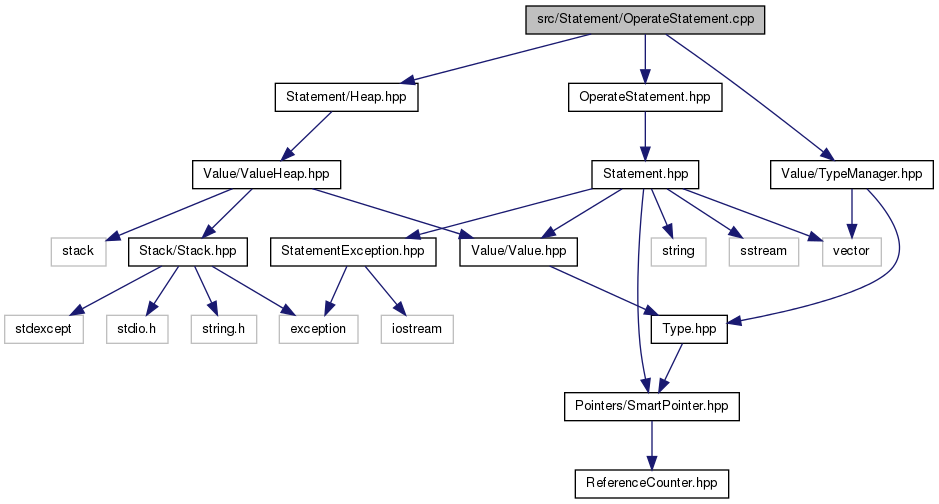 src/Statement/OperateStatement.cpp
Statement/Heap.hpp
OperateStatement.hpp
Value/ValueHeap.hpp
Statement.hpp
Value/TypeManager.hpp
stack
Stack/Stack.hpp
StatementException.hpp
Value/Value.hpp
string
sstream
vector
stdexcept
stdio.h
string.h
exception
iostream
Type.hpp
Pointers/SmartPointer.hpp
ReferenceCounter.hpp